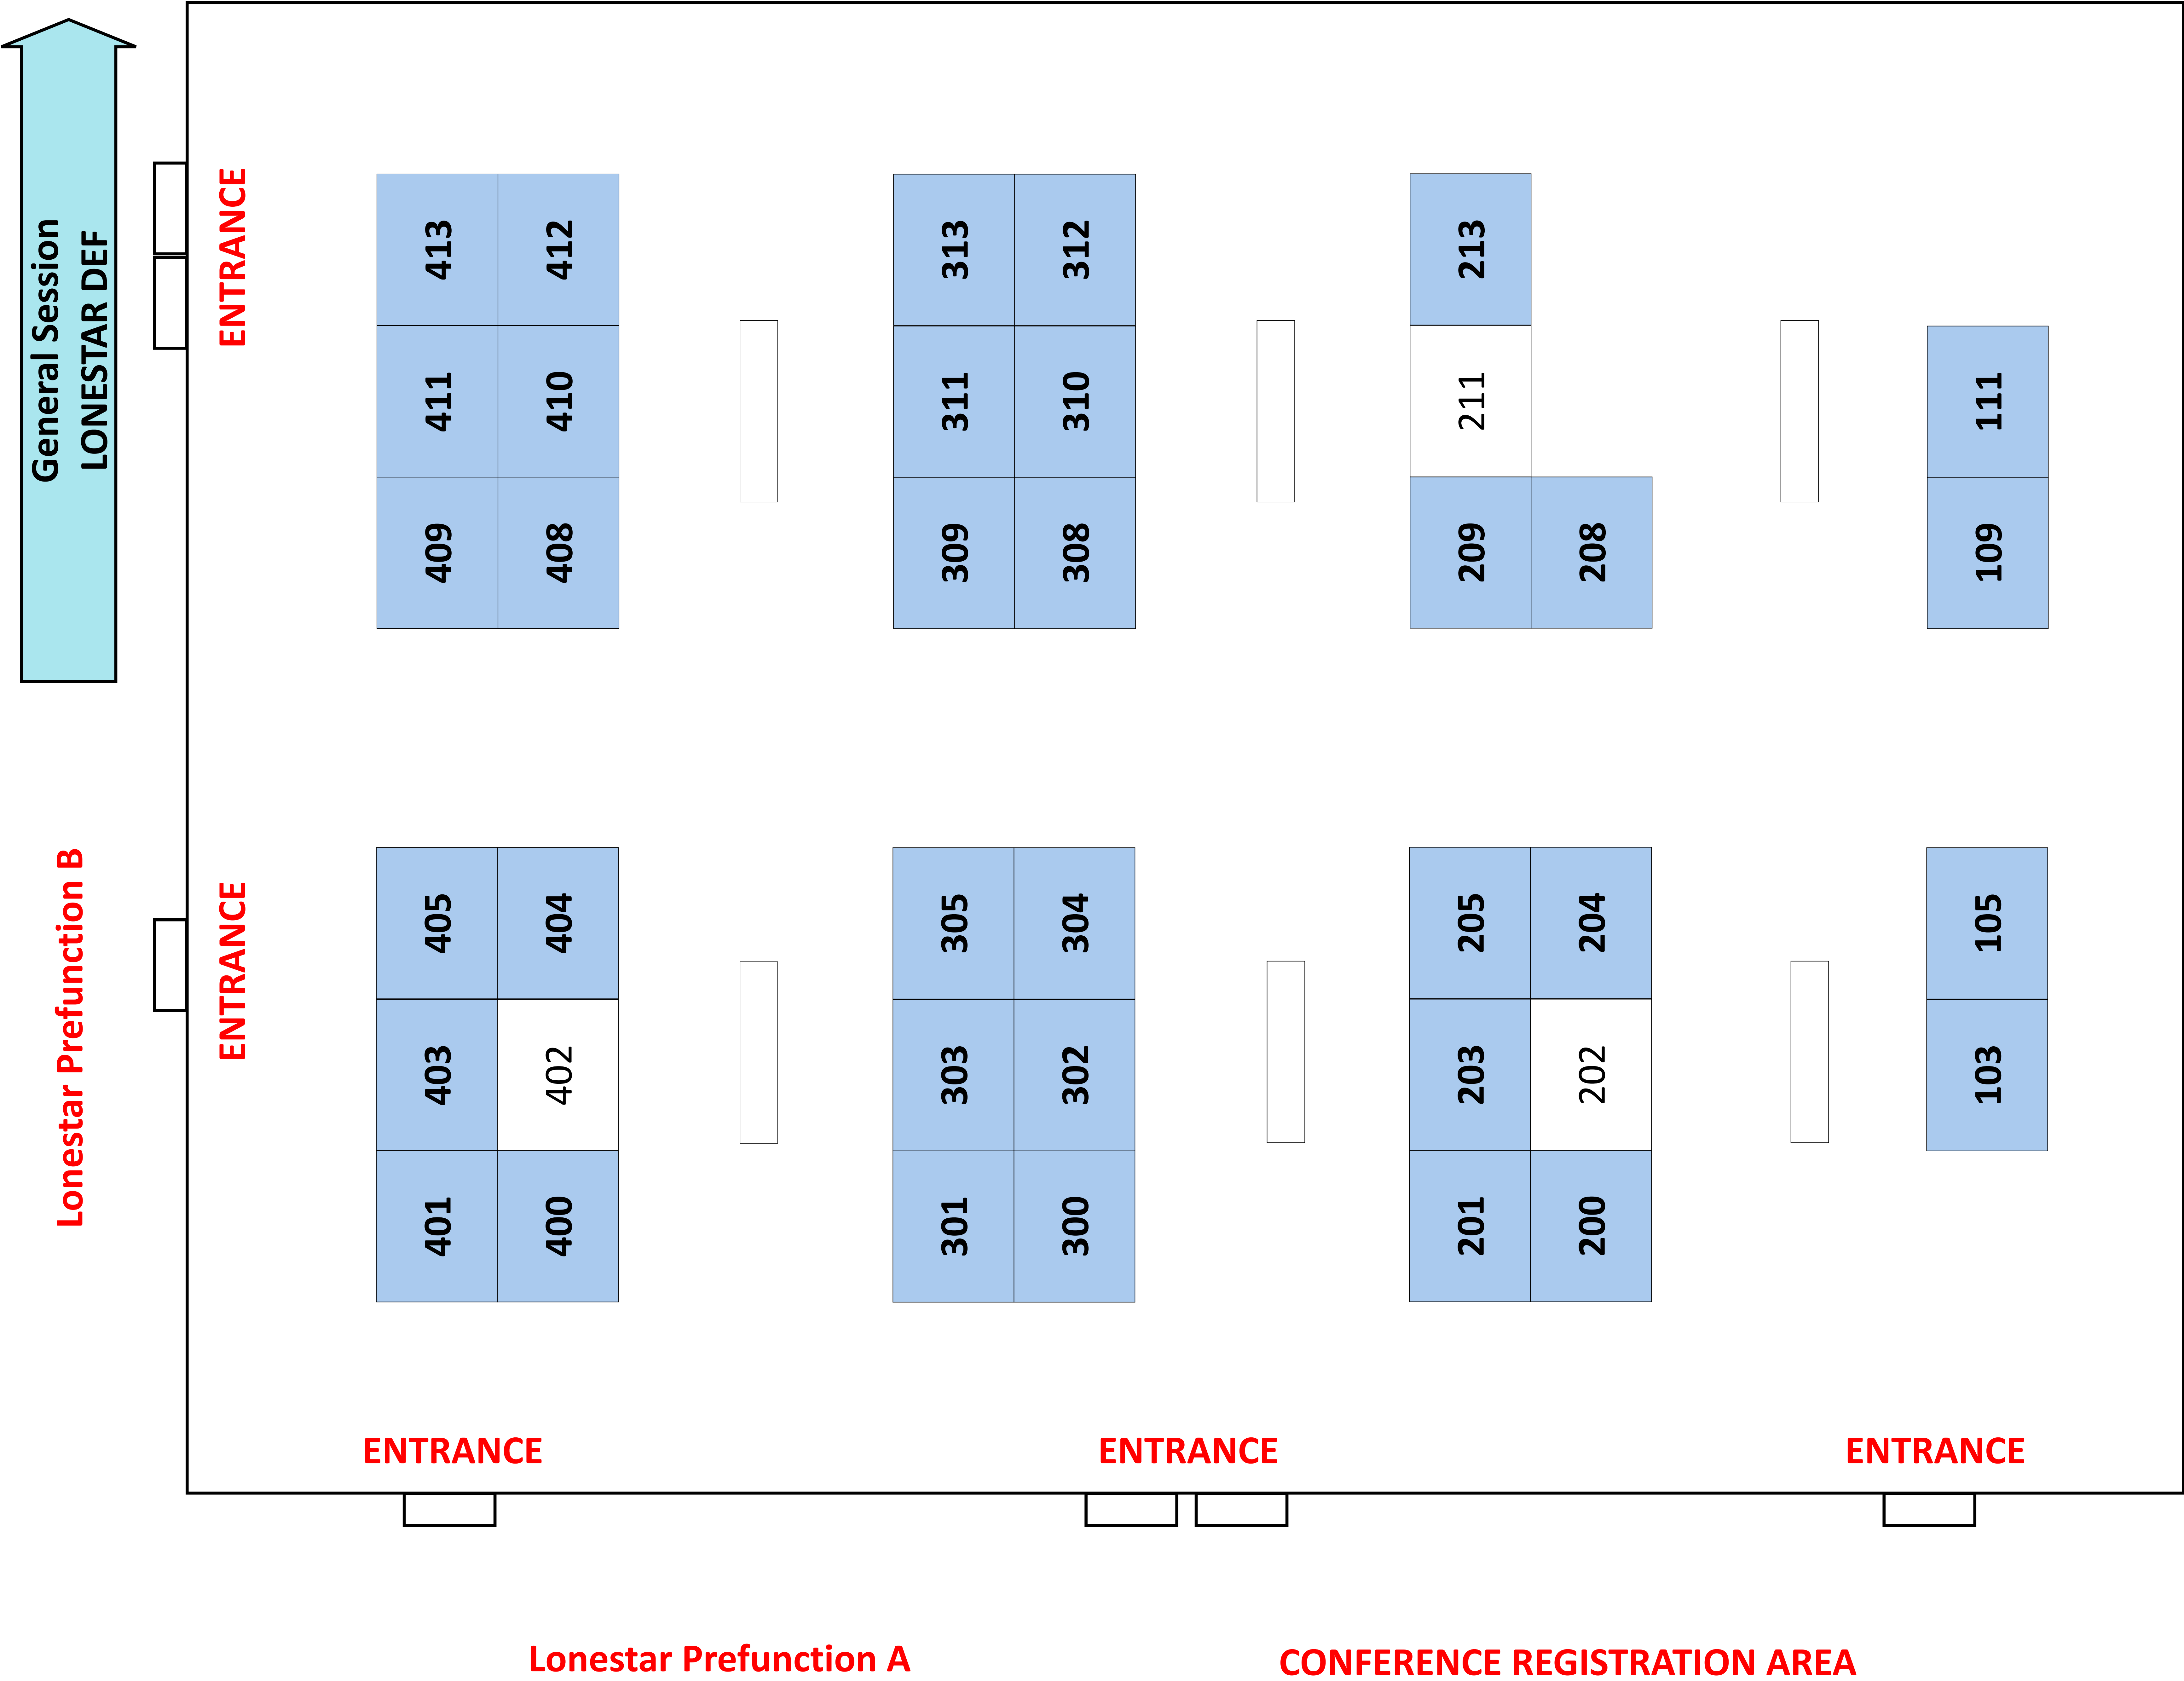 General Session
LONESTAR DEF
ENTRANCE
413 412 313 312 213
411 410 311 310 211 111
409 408 309 308 209 208 109
Lonestar Prefunction B
ENTRANCE
405 404 305 304 205 204 105
403 402 303 302 203 202 103
401 400 301 300 201 200
ENTRANCE ENTRANCE ENTRANCE
Lonestar Prefunction A
CONFERENCE REGISTRATION AREA